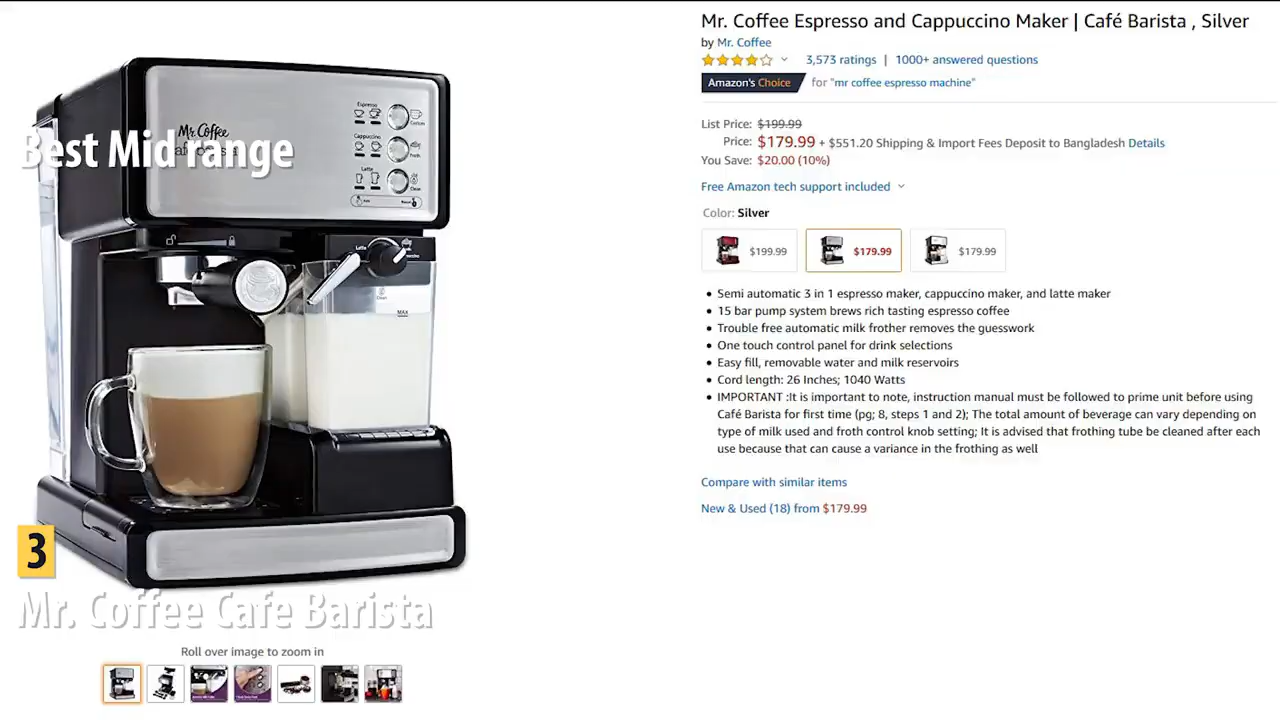 Mr. Coffee Espresso and Cappuccino Maker | Café Barista , Silver
by Mr. Coffee
3,573 ratings | 1000+ answered questions
Amazon's Choice for "mr coffee espresso machine"
List Price: $199.99
Price: $179.99 + $551.20 Shipping & Import Fees Deposit to Bangladesh Details
You Save: $20.00 (10%)
Free Amazon tech support included
Color: Silver
$199.99 $179.99 $179.99
Semi automatic 3 in 1 espresso maker, cappuccino maker, and latte maker
15 bar pump system brews rich tasting espresso coffee
Trouble free automatic milk frother removes the guesswork
One touch control panel for drink selections
Easy fill, removable water and milk reservoirs
Cord length: 26 Inches; 1040 Watts
IMPORTANT :It is important to note, instruction manual must be followed to prime unit before using
Café Barista for first time (pg; 8, steps 1 and 2); The total amount of beverage can vary depending on
type of milk used and froth control knob setting; It is advised that frothing tube be cleaned after each
use because that can cause a variance in the frothing as well
Compare with similar items
New & Used (18) from $179.99
Mr. Coffee
Best Mid range
Espresso
Cappuccino
Latte
MAX
3
Mr. Coffee Cafe Barista
Roll over image to zoom in